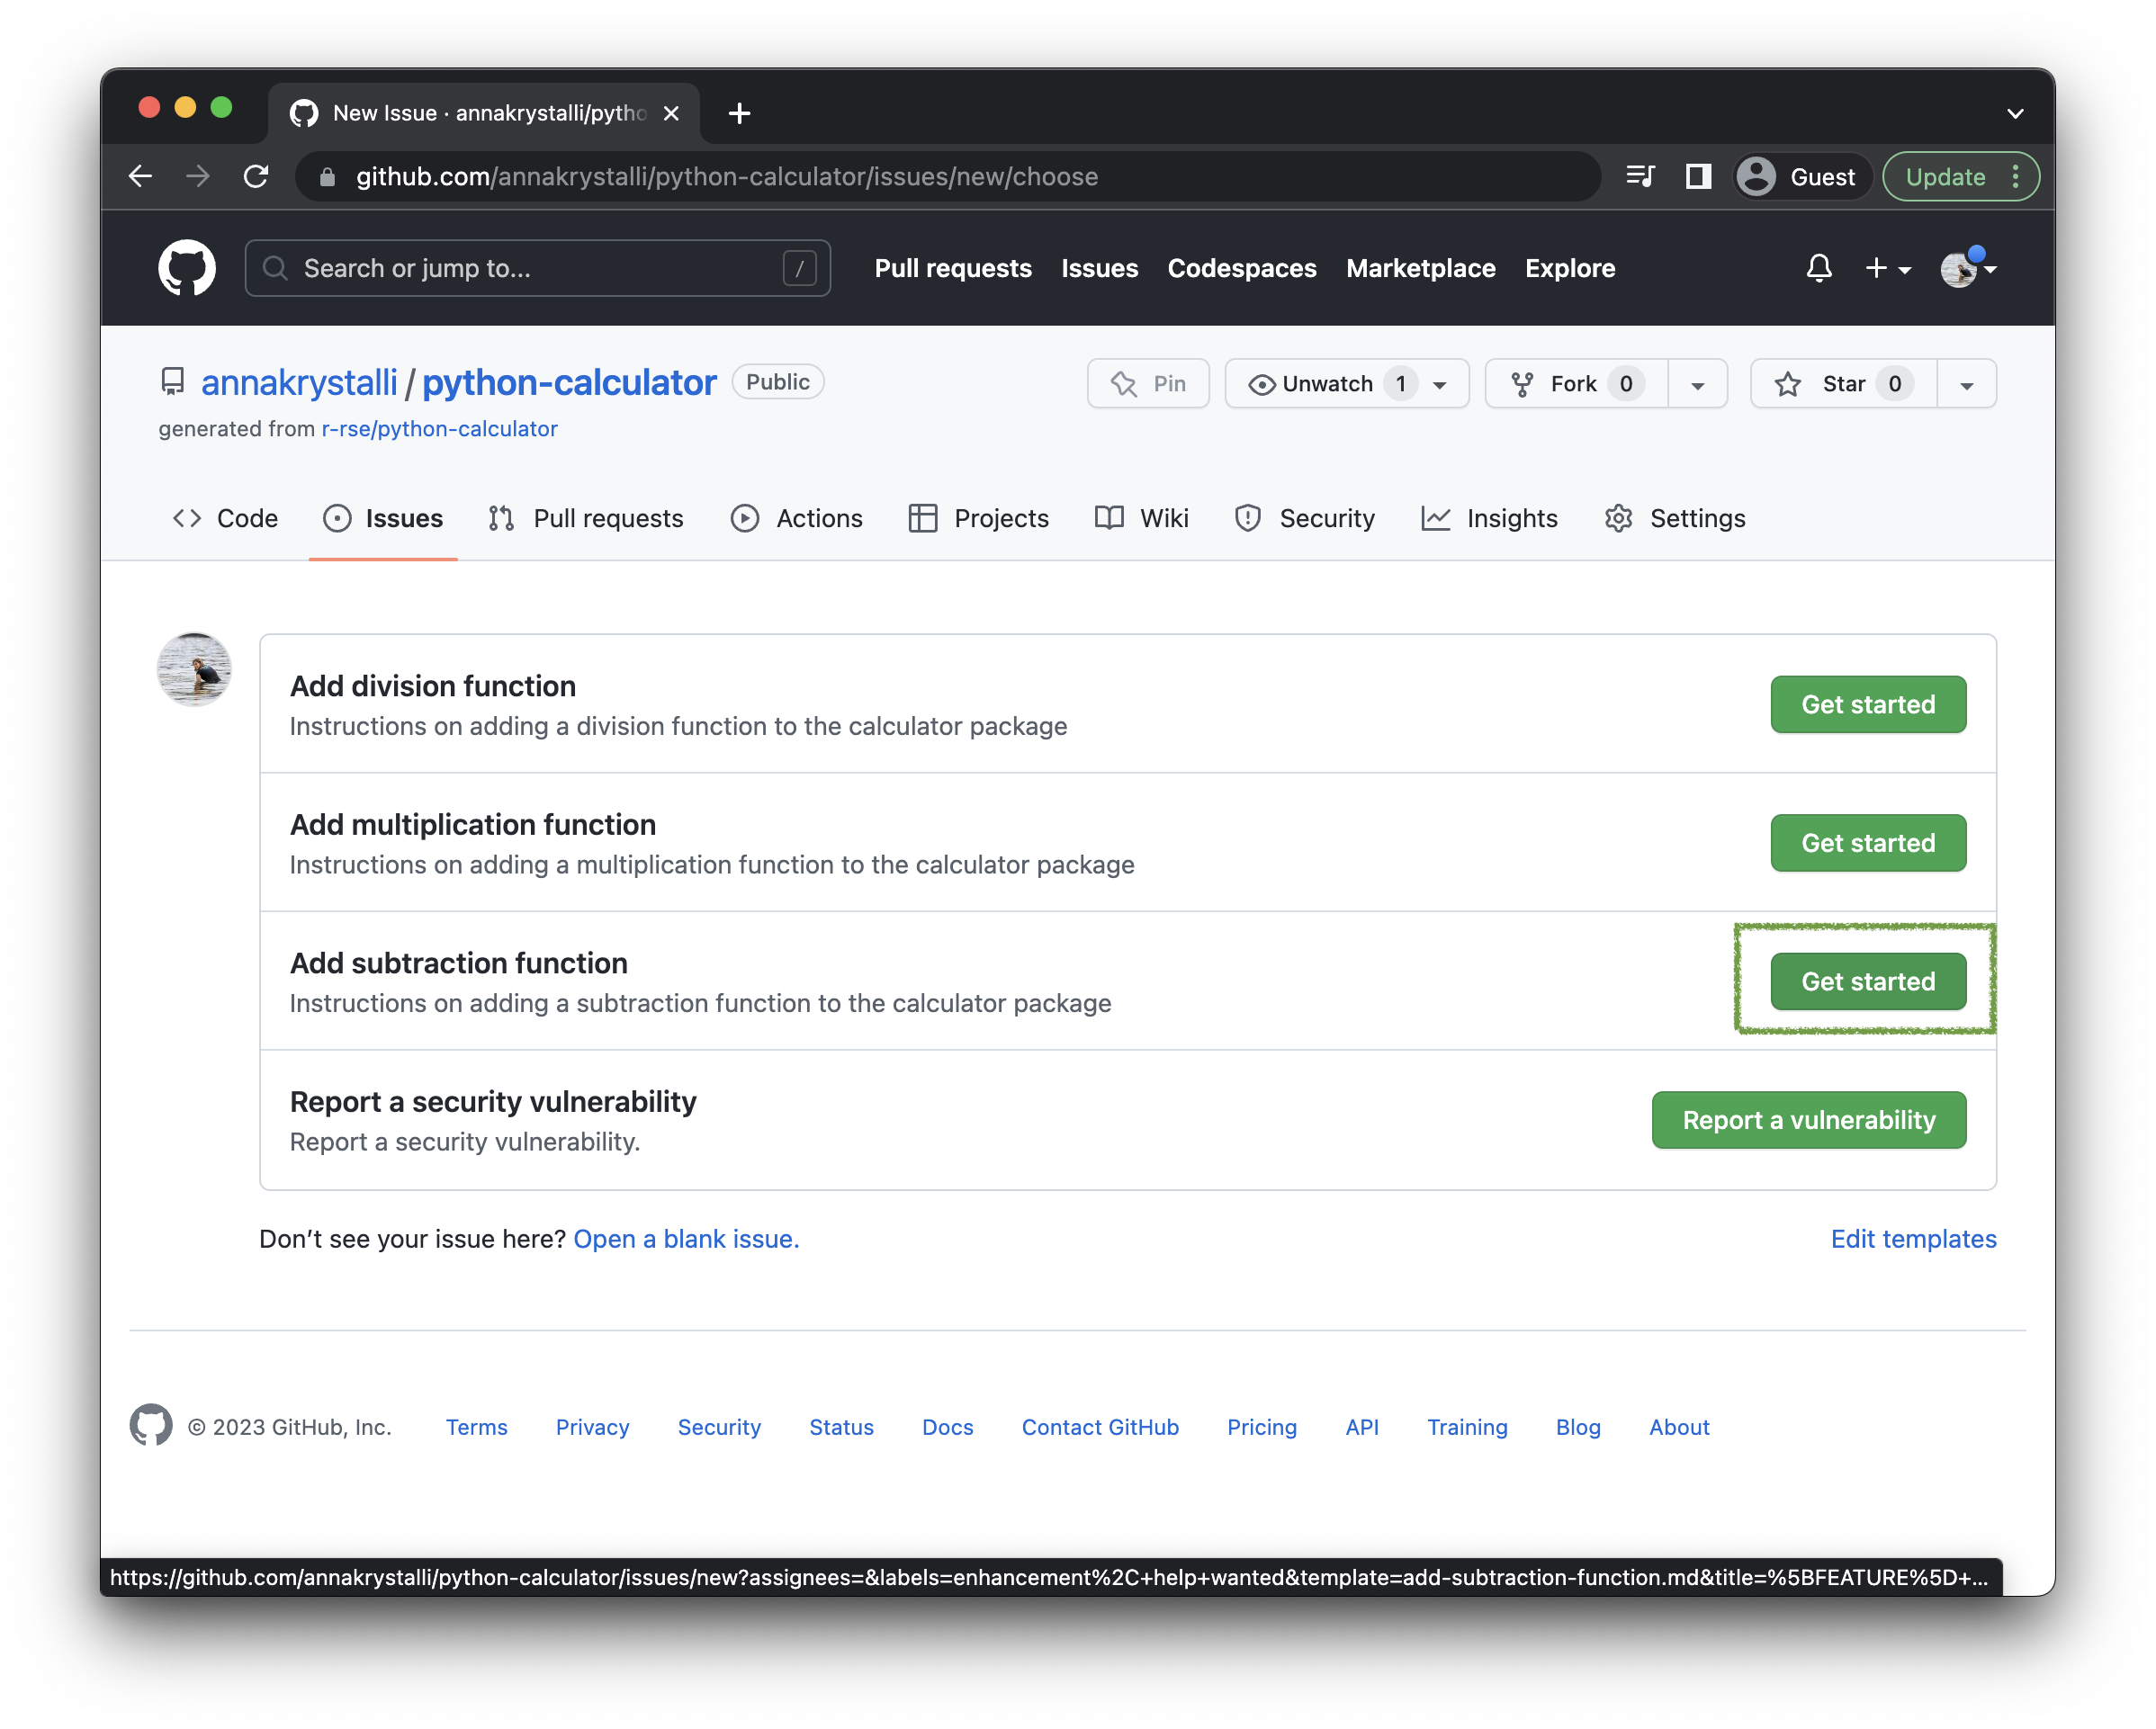 New Issue · annakrystalli/pytho
github.com/annakrystalli/python-calculator/issues/new/choose
Guest
Update
Search or jump to...
/
Pull requests
Issues
Codespaces
Marketplace
Explore
annakrystalli / python-calculator
Public
Pin
Unwatch 1
Fork 0
Star 0
generated from r-rse/python-calculator
Code
Issues
Pull requests
Actions
Projects
Wiki
Security
Insights
Settings
Add division function
Instructions on adding a division function to the calculator package
Get started
Add multiplication function
Instructions on adding a multiplication function to the calculator package
Get started
Add subtraction function
Instructions on adding a subtraction function to the calculator package
Get started
Report a security vulnerability
Report a security vulnerability.
Report a vulnerability
Don’t see your issue here? Open a blank issue.
Edit templates
© 2023 GitHub, Inc.
Terms
Privacy
Security
Status
Docs
Contact GitHub
Pricing
API
Training
Blog
About
https://github.com/annakrystalli/python-calculator/issues/new?assignees=&labels=enhancement%2C+help+wanted&template=add-subtraction-function.md&title=%5BFEATURE%5D+...